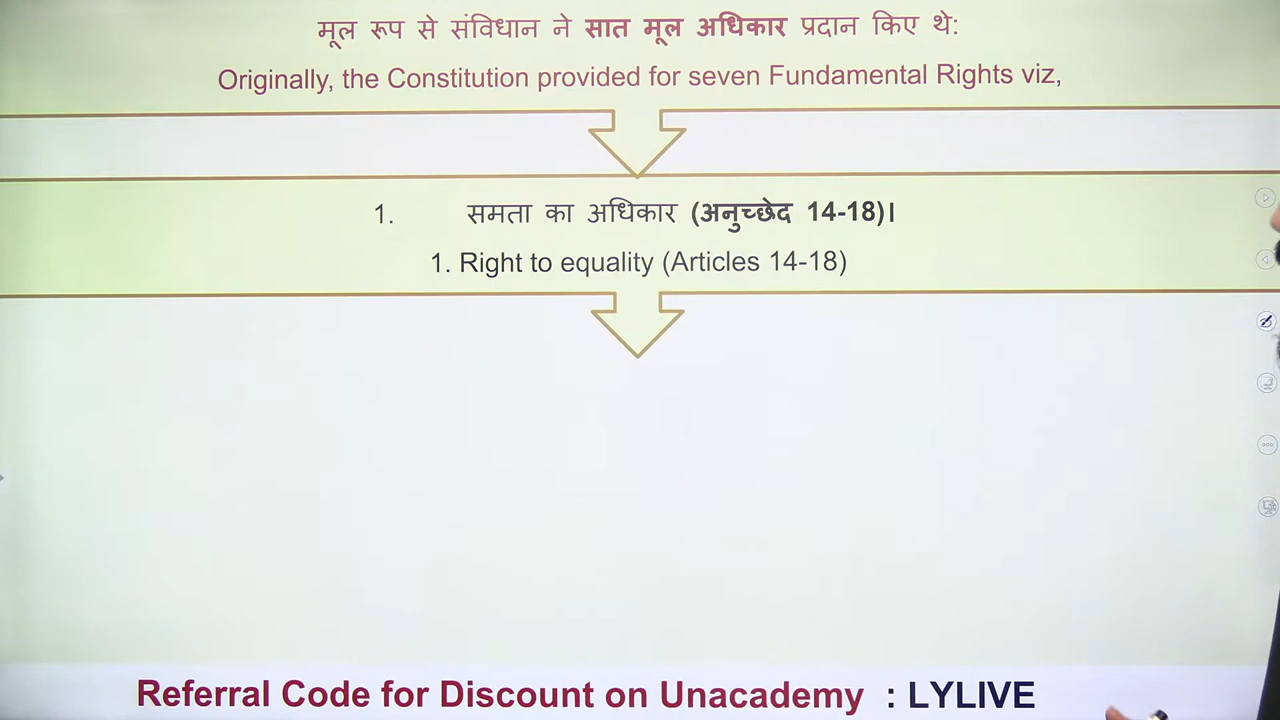 मूल रूप से संविधान ने सात मूल अधिकार प्रदान किए थे:
Originally, the Constitution provided for seven Fundamental Rights viz,
1. समता का अधिकार (अनुच्छेद 14-18)।
1. Right to equality (Articles 14-18)
Referral Code for Discount on Unacademy : LYLIVE